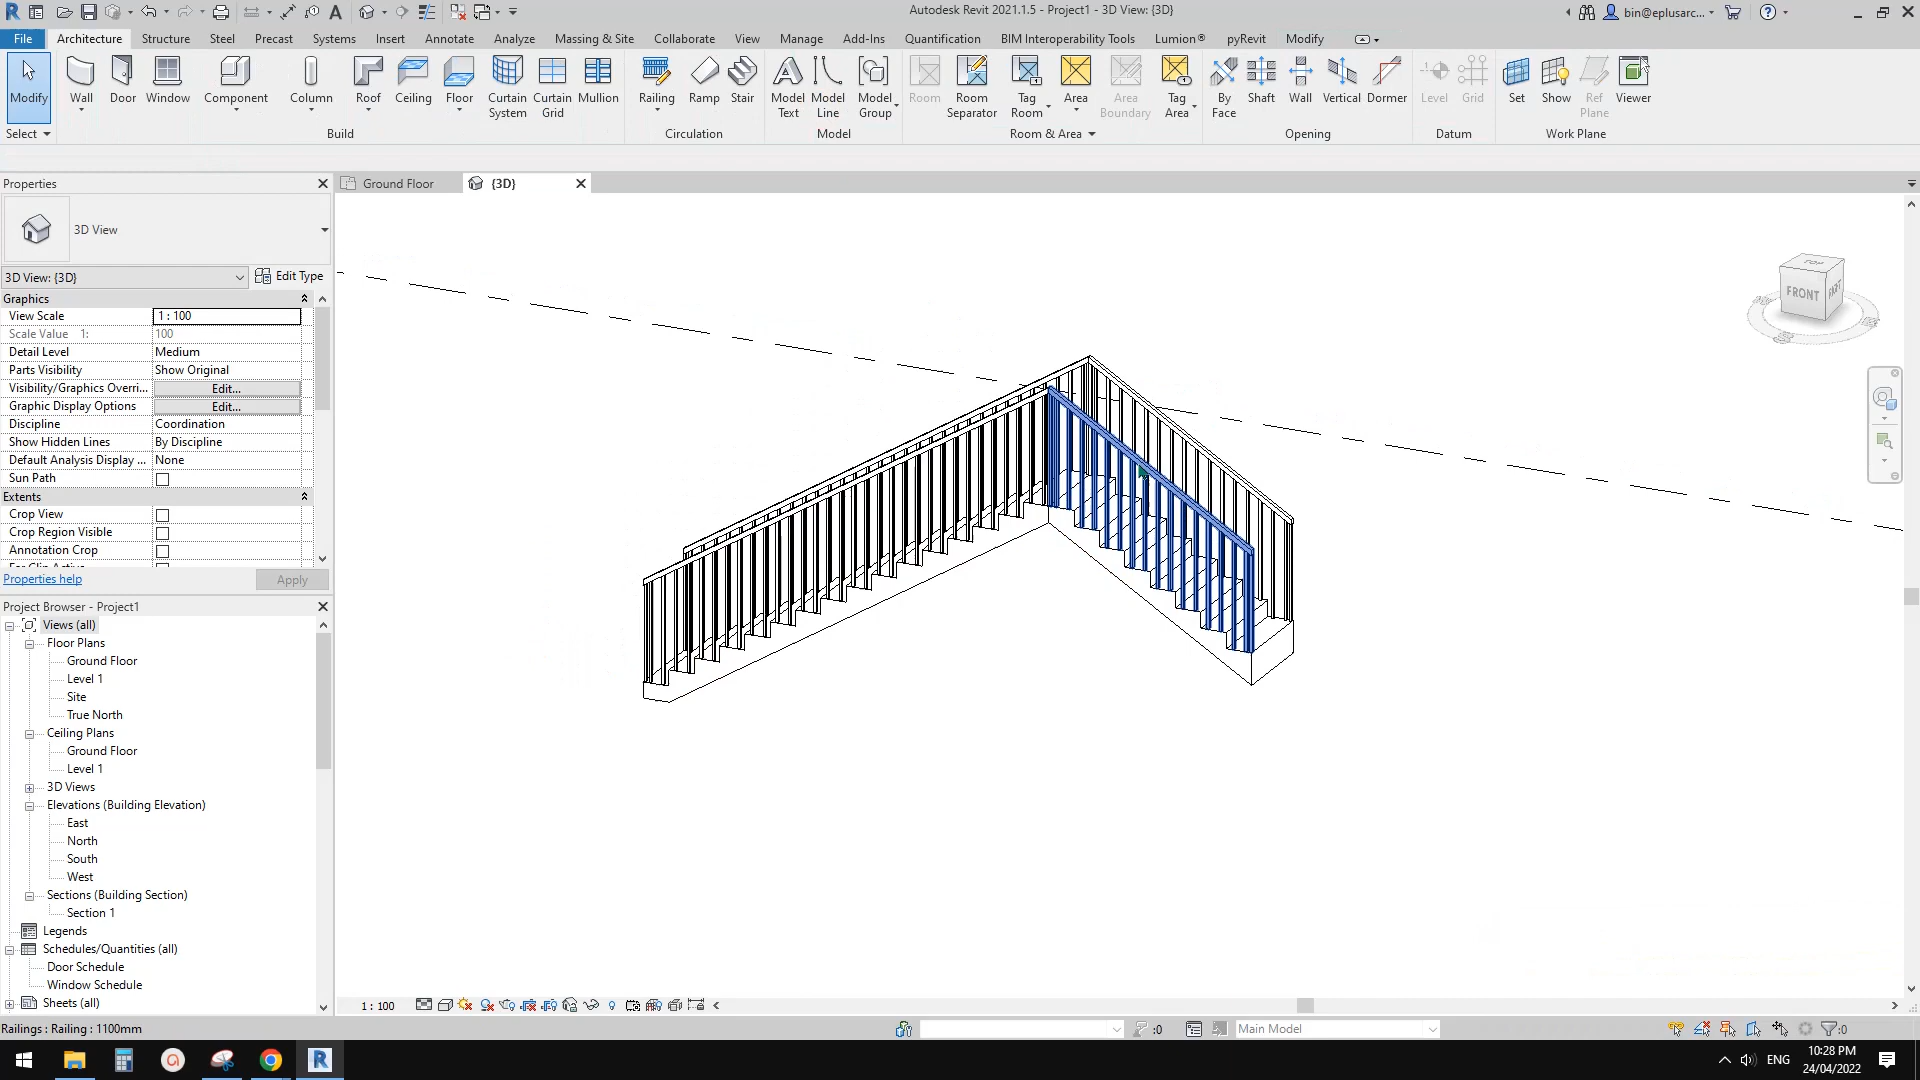 Autodesk Revit 2021.1.5 - Project1 - 3D View: {3D}
bin@eplusarc...
File Architecture Structure Steel Precast Systems Insert Annotate Analyze Massing & Site Collaborate View Manage Add-Ins Quantification BIM Interoperability Tools Lumion® pyRevit Modify
Modify Wall Door Window Component Column Roof Ceiling Floor Curtain System Curtain Grid Mullion Railing Ramp Stair Model Text Model Line Model Group Room Room Separator Tag Room Area Area Boundary Tag Area By Face Shaft Wall Vertical Dormer Level Grid Set Show Ref Plane Viewer
Select Build Circulation Model Room & Area Opening Datum Work Plane
Properties
Ground Floor {3D}
3D View
3D View: {3D} Edit Type
Graphics
View Scale 1 : 100
Scale Value 1: 100
Detail Level Medium
Parts Visibility Show Original
Visibility/Graphics Overri... Edit...
Graphic Display Options Edit...
Discipline Coordination
Show Hidden Lines By Discipline
Default Analysis Display ... None
Sun Path
Extents
Crop View
Crop Region Visible
Annotation Crop
Properties help Apply
Project Browser - Project1
Views (all)
Floor Plans
Ground Floor
Level 1
Site
True North
Ceiling Plans
Ground Floor
Level 1
3D Views
Elevations (Building Elevation)
East
North
South
West
Sections (Building Section)
Section 1
Legends
Schedules/Quantities (all)
Door Schedule
Window Schedule
Sheets (all)
TOP
FRONT
1 : 100
Railings : Railing : 1100mm
:0
Main Model
:0
ENG
10:28 PM
24/04/2022